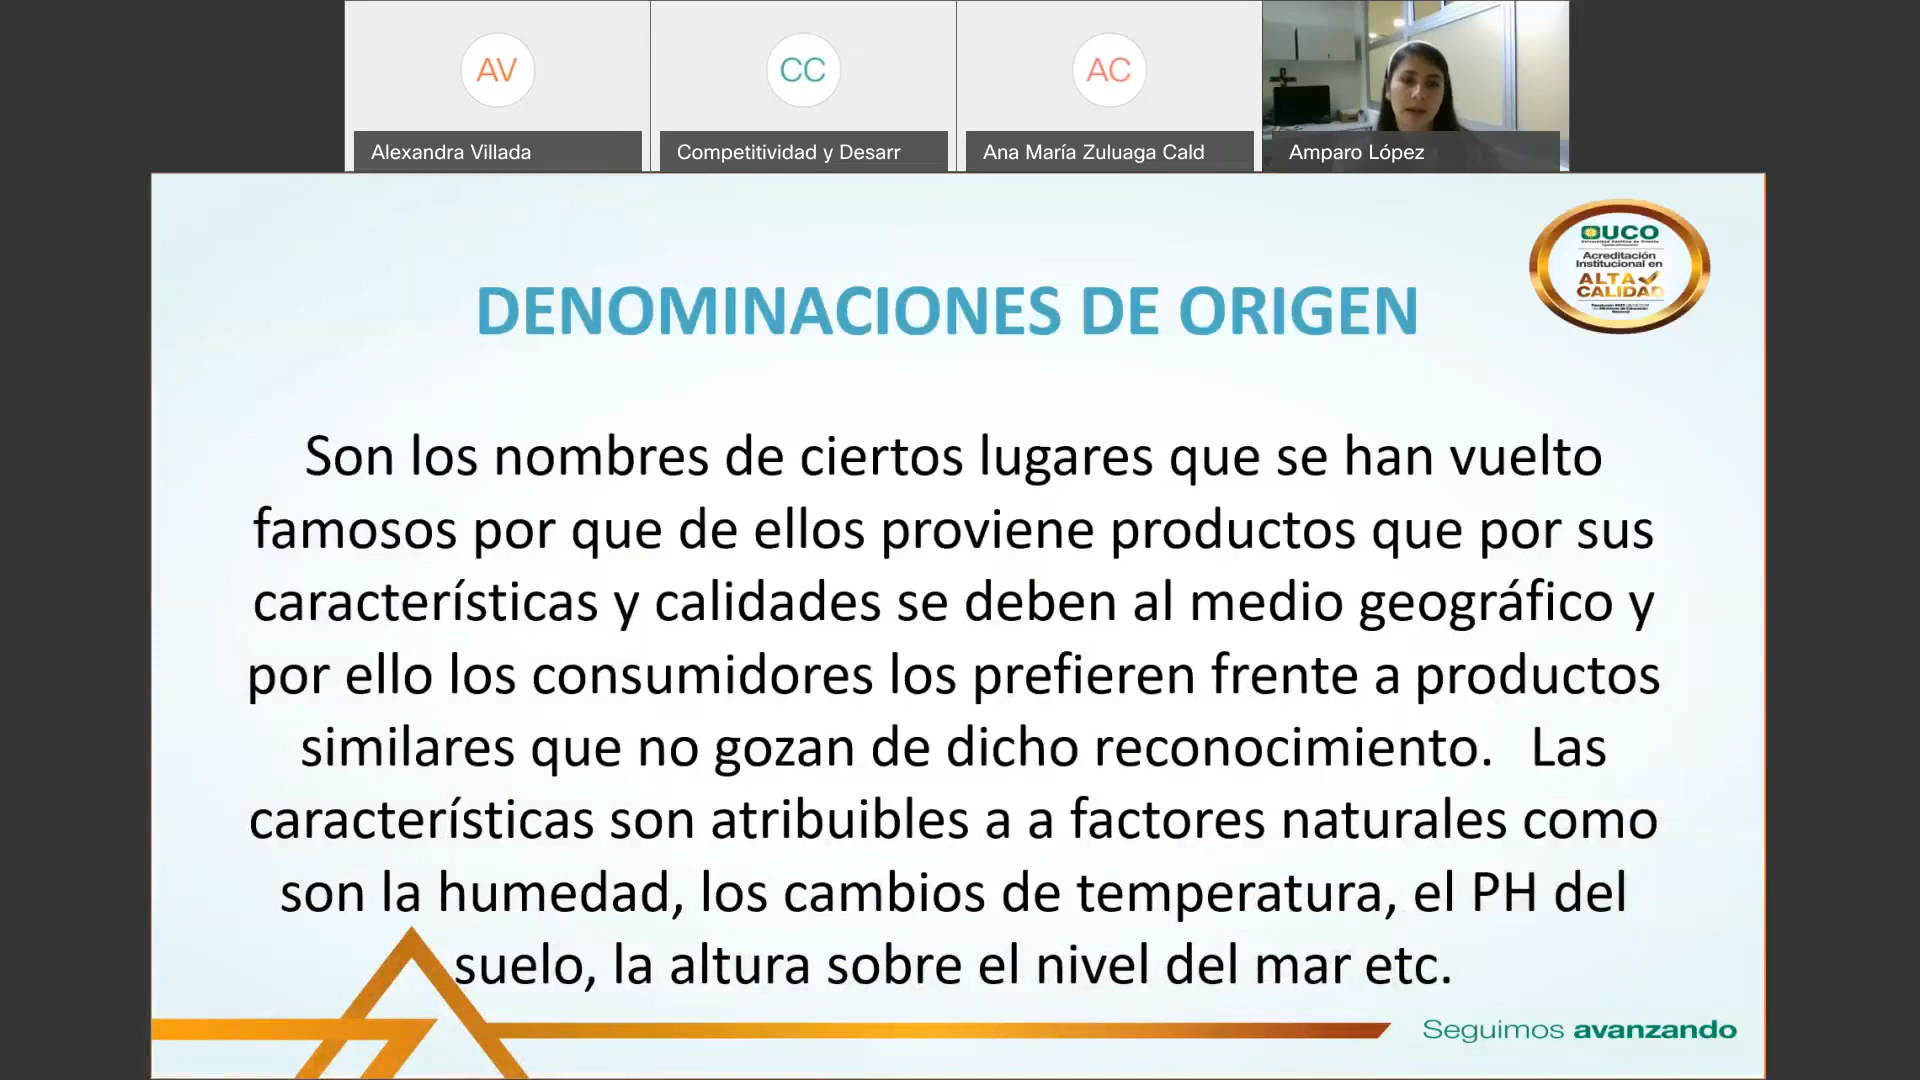 AV
CC
AC
Alexandra Villada
Competitividad y Desarr
Ana María Zuluaga Cald
Amparo López
UCO
Universidad Católica de Oriente
Acreditación
Institucional en
ALTA
CALIDAD
DENOMINACIONES DE ORIGEN
Son los nombres de ciertos lugares que se han vuelto
famosos por que de ellos proviene productos que por sus
características y calidades se deben al medio geográfico y
por ello los consumidores los prefieren frente a productos
similares que no gozan de dicho reconocimiento. Las
características son atribuibles a a factores naturales como
son la humedad, los cambios de temperatura, el PH del
suelo, la altura sobre el nivel del mar etc.
Seguimos avanzando